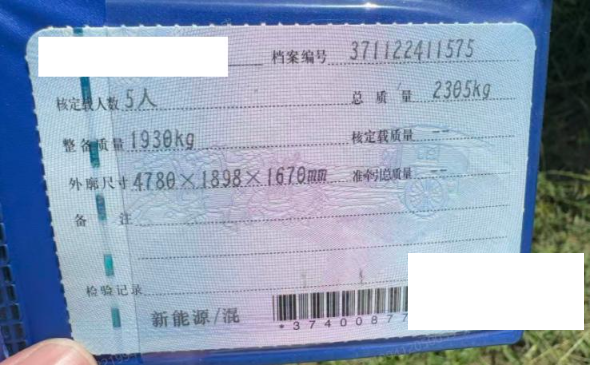 档案编号 371122411575
核定载人数 5人 总质量 2305kg
整备质量 1930kg 核定载质量 --
外廓尺寸 4780×1898×1670mm 准牵引总质量 --
备注
检验记录
新能源/混
*37400877